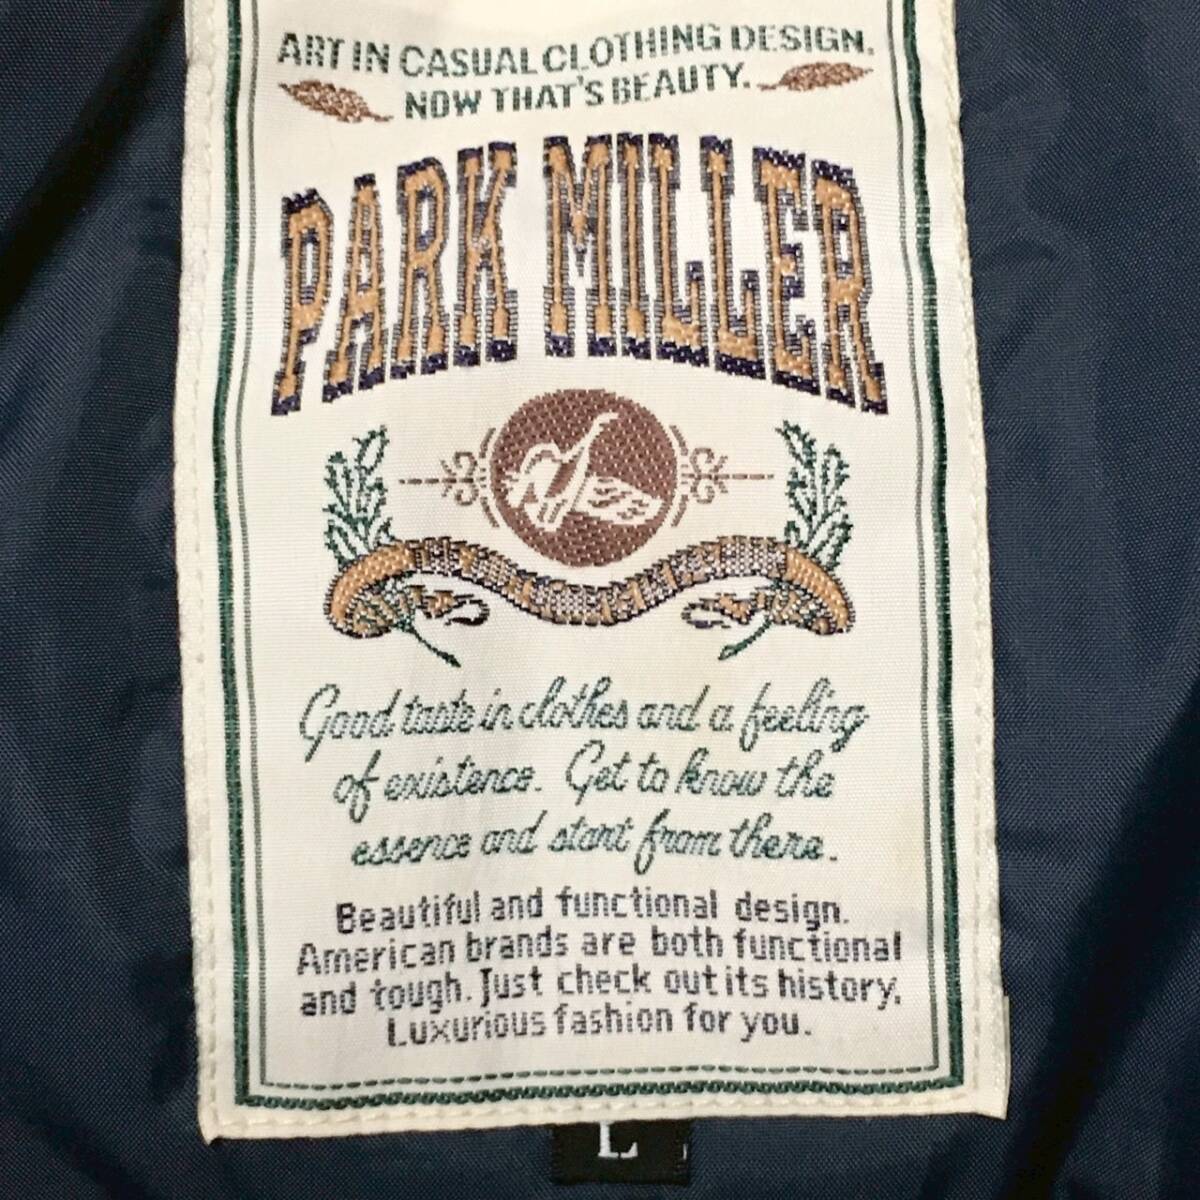 ART IN CASUAL CLOTHING DESIGN.
NOW THAT'S BEAUTY.
PARK MILLER
Good taste in clothes and a feeling
of existence. Get to know the
essence and start from there.
Beautiful and functional design.
American brands are both functional
and tough. Just check out its history.
Luxurious fashion for you.
L